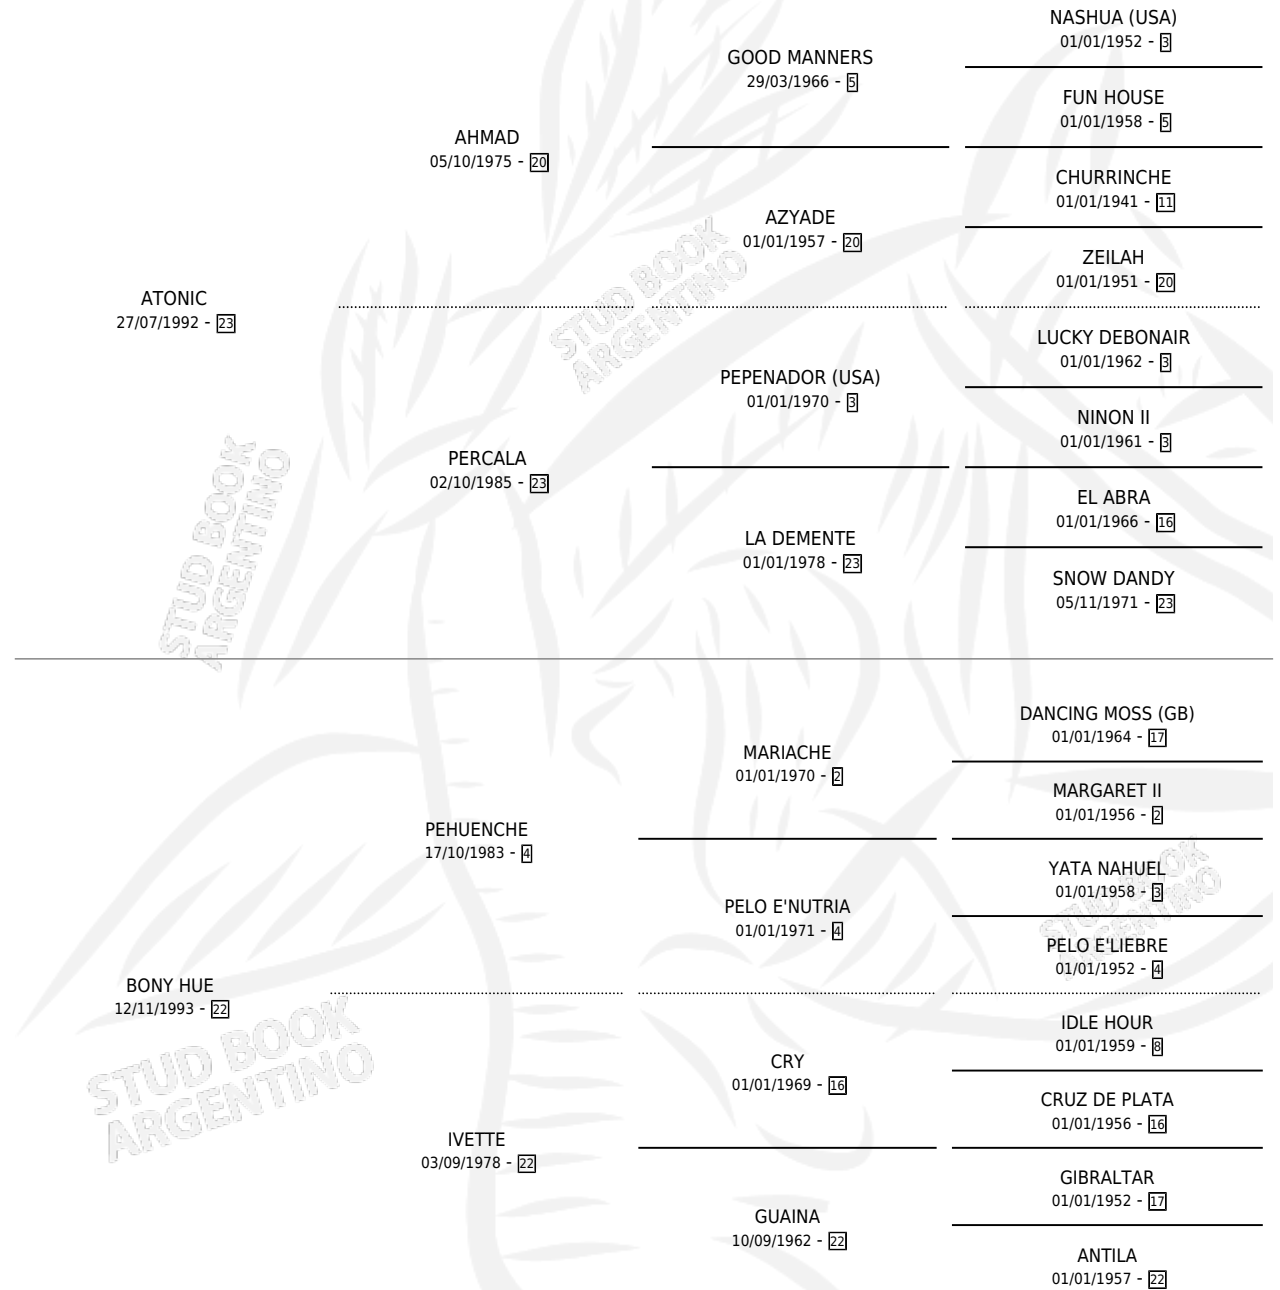 NASHUA (USA)
01/01/1952 - 3
GOOD MANNERS
29/03/1966 - 5
FUN HOUSE
01/01/1958 - 5
AHMAD
05/10/1975 - 20
CHURRINCHE
01/01/1941 - 11
AZYADE
01/01/1957 - 20
ZEILAH
01/01/1951 - 20
ATONIC
27/07/1992 - 23
STUD BOOK
ARGENTINO
LUCKY DEBONAIR
01/01/1962 - 3
PEPENADOR (USA)
01/01/1970 - 3
NINON II
01/01/1961 - 3
PERCALA
02/10/1985 - 23
EL ABRA
01/01/1966 - 16
LA DEMENTE
01/01/1978 - 23
SNOW DANDY
05/11/1971 - 23
STUD BOOK
ARGENTINO
DANCING MOSS (GB)
01/01/1964 - 17
MARIACHE
01/01/1970 - 2
MARGARET II
01/01/1956 - 2
PEHUENCHE
17/10/1983 - 4
YATA NAHUEL
01/01/1958 - 3
PELO E'NUTRIA
01/01/1971 - 4
PELO E'LIEBRE
01/01/1952 - 4
STUD BOOK
ARGENTINO
BONY HUE
12/11/1993 - 22
IDLE HOUR
01/01/1959 - 8
CRY
01/01/1969 - 16
CRUZ DE PLATA
01/01/1956 - 16
STUD BOOK
ARGENTINO
IVETTE
03/09/1978 - 22
GIBRALTAR
01/01/1952 - 17
GUAINA
10/09/1962 - 22
ANTILA
01/01/1957 - 22